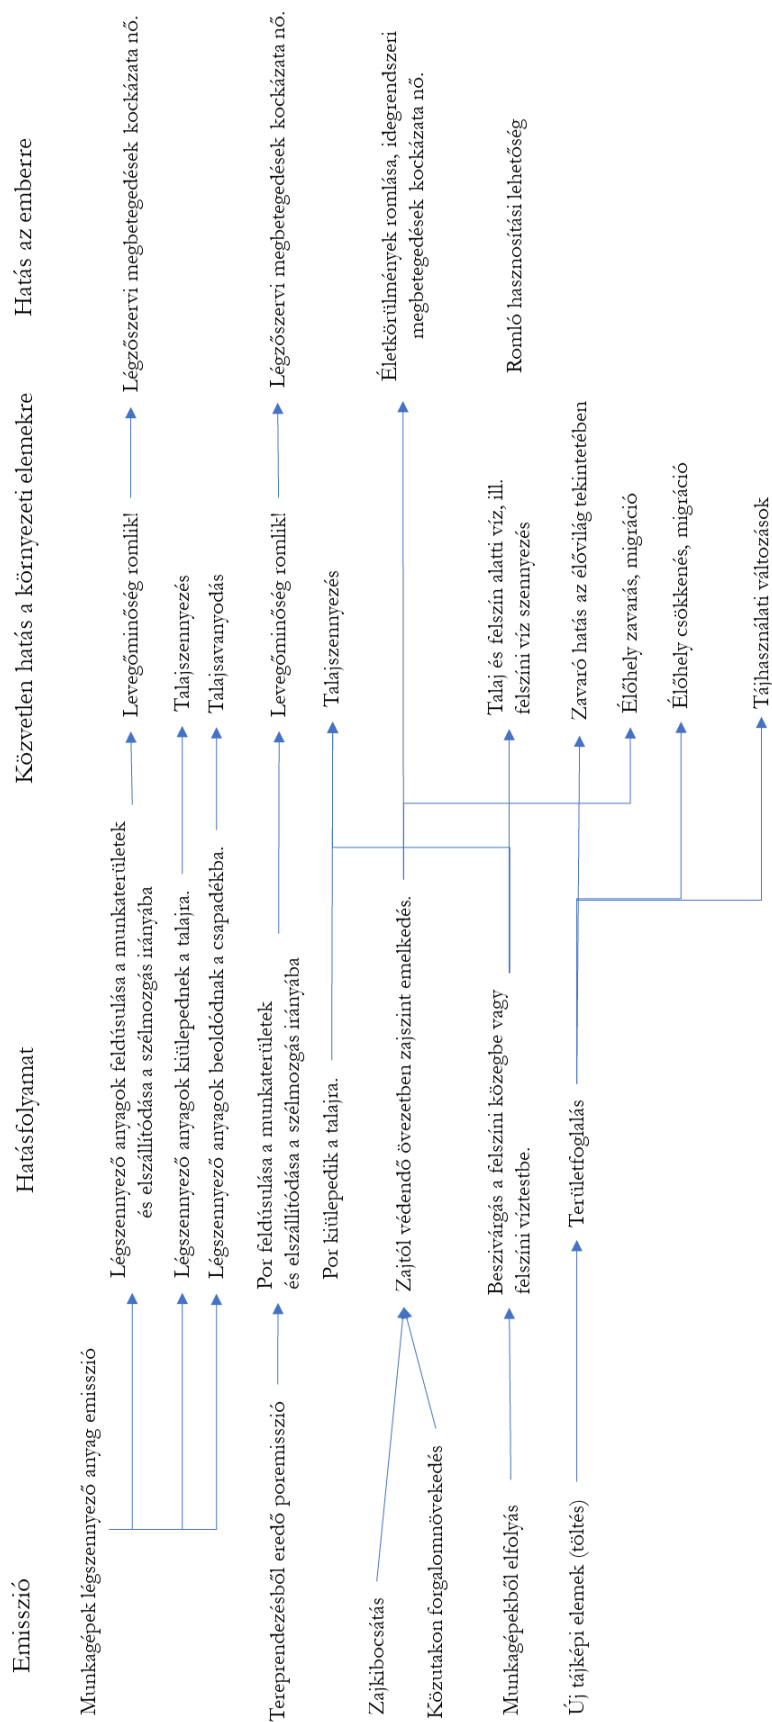 Emisszió
Hatásfolyamat
Közvetlen hatás a környezeti elemekre
Hatás az emberre
Munkagépek légszennyező anyag emisszió
Légszennyező anyagok feldúsulása a munkaterületek
és elszállítódása a szélmozgás irányába
Levegőminőség romlik!
Légzőszervi megbetegedések kockázata nő.
Légszennyező anyagok kiülepednek a talajra.
Talajszennyezés
Légszennyező anyagok beoldódnak a csapadékba.
Talajsavanyodás
Tereprendezésből eredő poremisszió
Por feldúsulása a munkaterületek
és elszállítódása a szélmozgás irányába
Levegőminőség romlik!
Légzőszervi megbetegedések kockázata nő.
Por kiülepedik a talajra.
Talajszennyezés
Zajkibocsátás
Közutakon forgalomnövekedés
Zajtól védendő övezetben zajszint emelkedés.
Életkörülmények romlása, idegrendszeri
megbetegedések kockázata nő.
Munkagépekből elfolyás
Beszivárgás a felszíni közegbe vagy
felszíni víztestbe.
Talaj és felszín alatti víz, ill.
felszíni víz szennyezés
Romló hasznosítási lehetőség
Új tájképi elemek (töltés)
Területfoglalás
Zavaró hatás az élővilág tekintetében
Élőhely zavarás, migráció
Élőhely csökkenés, migráció
Tájhasználati változások